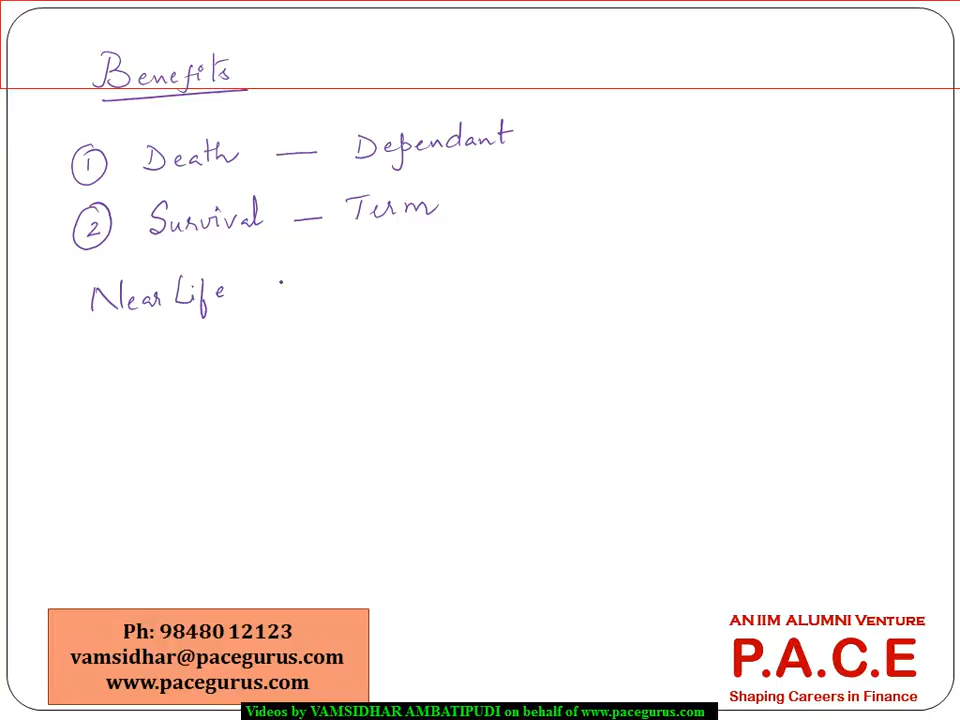 Benefits
① Death — Dependant
② Survival — Term
Near Life
Ph: 98480 12123
vamsidhar@pacegurus.com
www.pacegurus.com
AN IIM ALUMNI VENTURE
P.A.C.E
Shaping Careers in Finance
Videos by VAMSIDHAR AMBATIPUDI on behalf of www.pacegurus.com